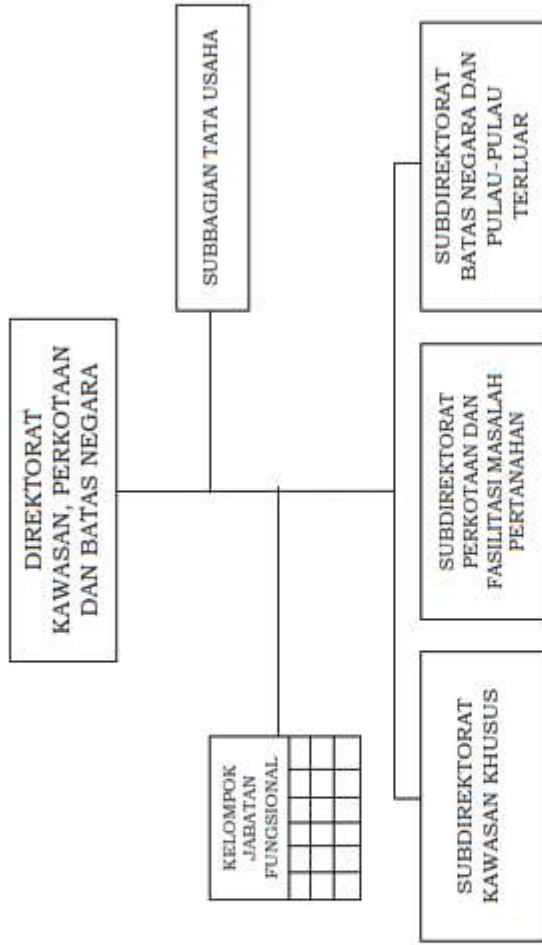 DIREKTORAT
KAWASAN, PERKOTAAN
DAN BATAS NEGARA
SUBBAGIAN TATA USAHA
KELOMPOK
JABATAN
FUNGSIONAL
SUBDIREKTORAT
KAWASAN KHUSUS
SUBDIREKTORAT
PERKOTAAN DAN
FASILITASI MASALAH
PERTANAHAN
SUBDIREKTORAT
BATAS NEGARA DAN
PULAU-PULAU
TERLUAR